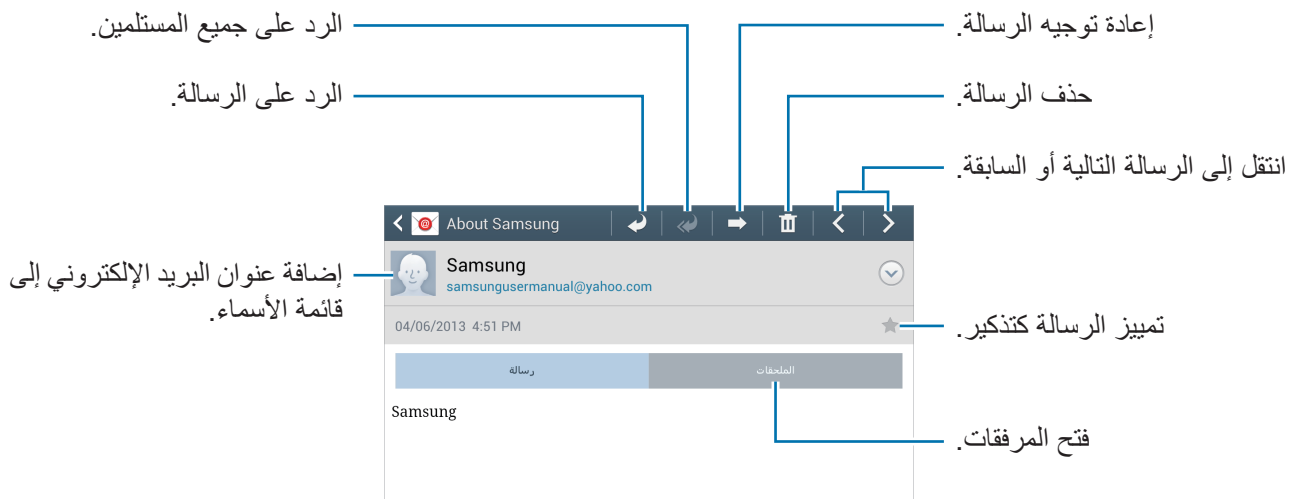 الرد على جميع المستلمين.
إعادة توجيه الرسالة.
الرد على الرسالة.
حذف الرسالة.
انتقل إلى الرسالة التالية أو السابقة.
About Samsung
Samsung
samsungusermanual@yahoo.com
إضافة عنوان البريد الإلكتروني إلى
قائمة الأسماء.
04/06/2013 4:51 PM
تمييز الرسالة كتذكير.
رسالة
الملحقات
Samsung
فتح المرفقات.